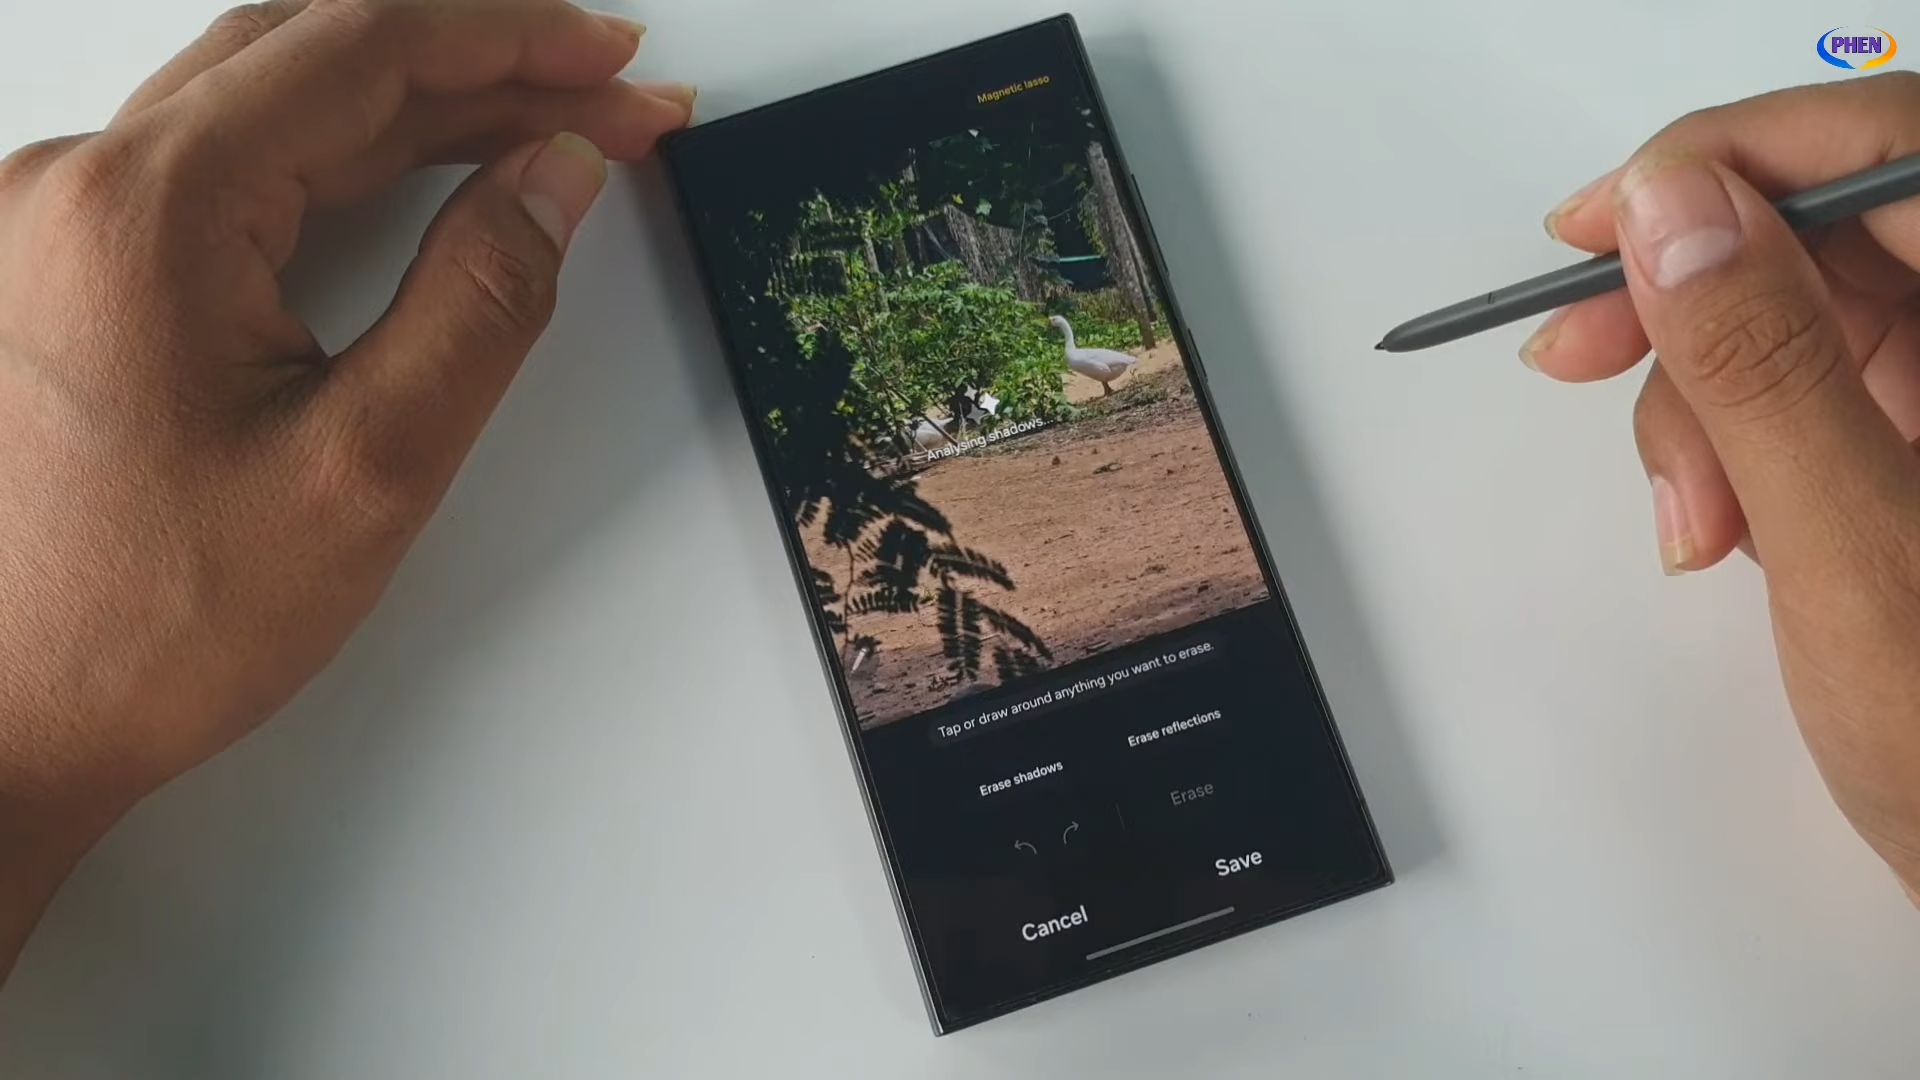 PHEN
Magnetic lasso
Analysing shadows...
Tap or draw around anything you want to erase.
Erase shadows
Erase reflections
Erase
Save
Cancel